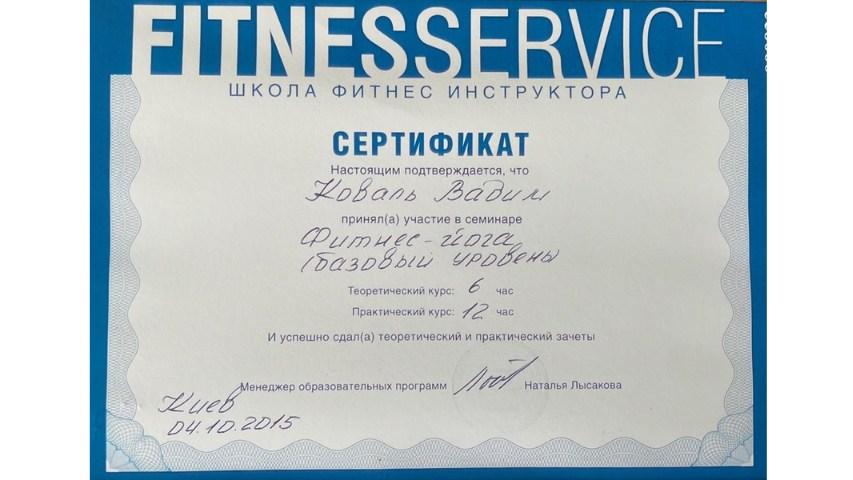 FITNESSERVICE
ШКОЛА ФИТНЕС ИНСТРУКТОРА
СЕРТИФИКАТ
Настоящим подтверждается, что
Коваль Вадим
принял(а) участие в семинаре
Фитнес-йога
(базовый уровень)
Теоретический курс: 6 час
Практический курс: 12 час
И успешно сдал(а) теоретический и практический зачеты
Менеджер образовательных программ Наталья Лысакова
Киев
04.10.2015